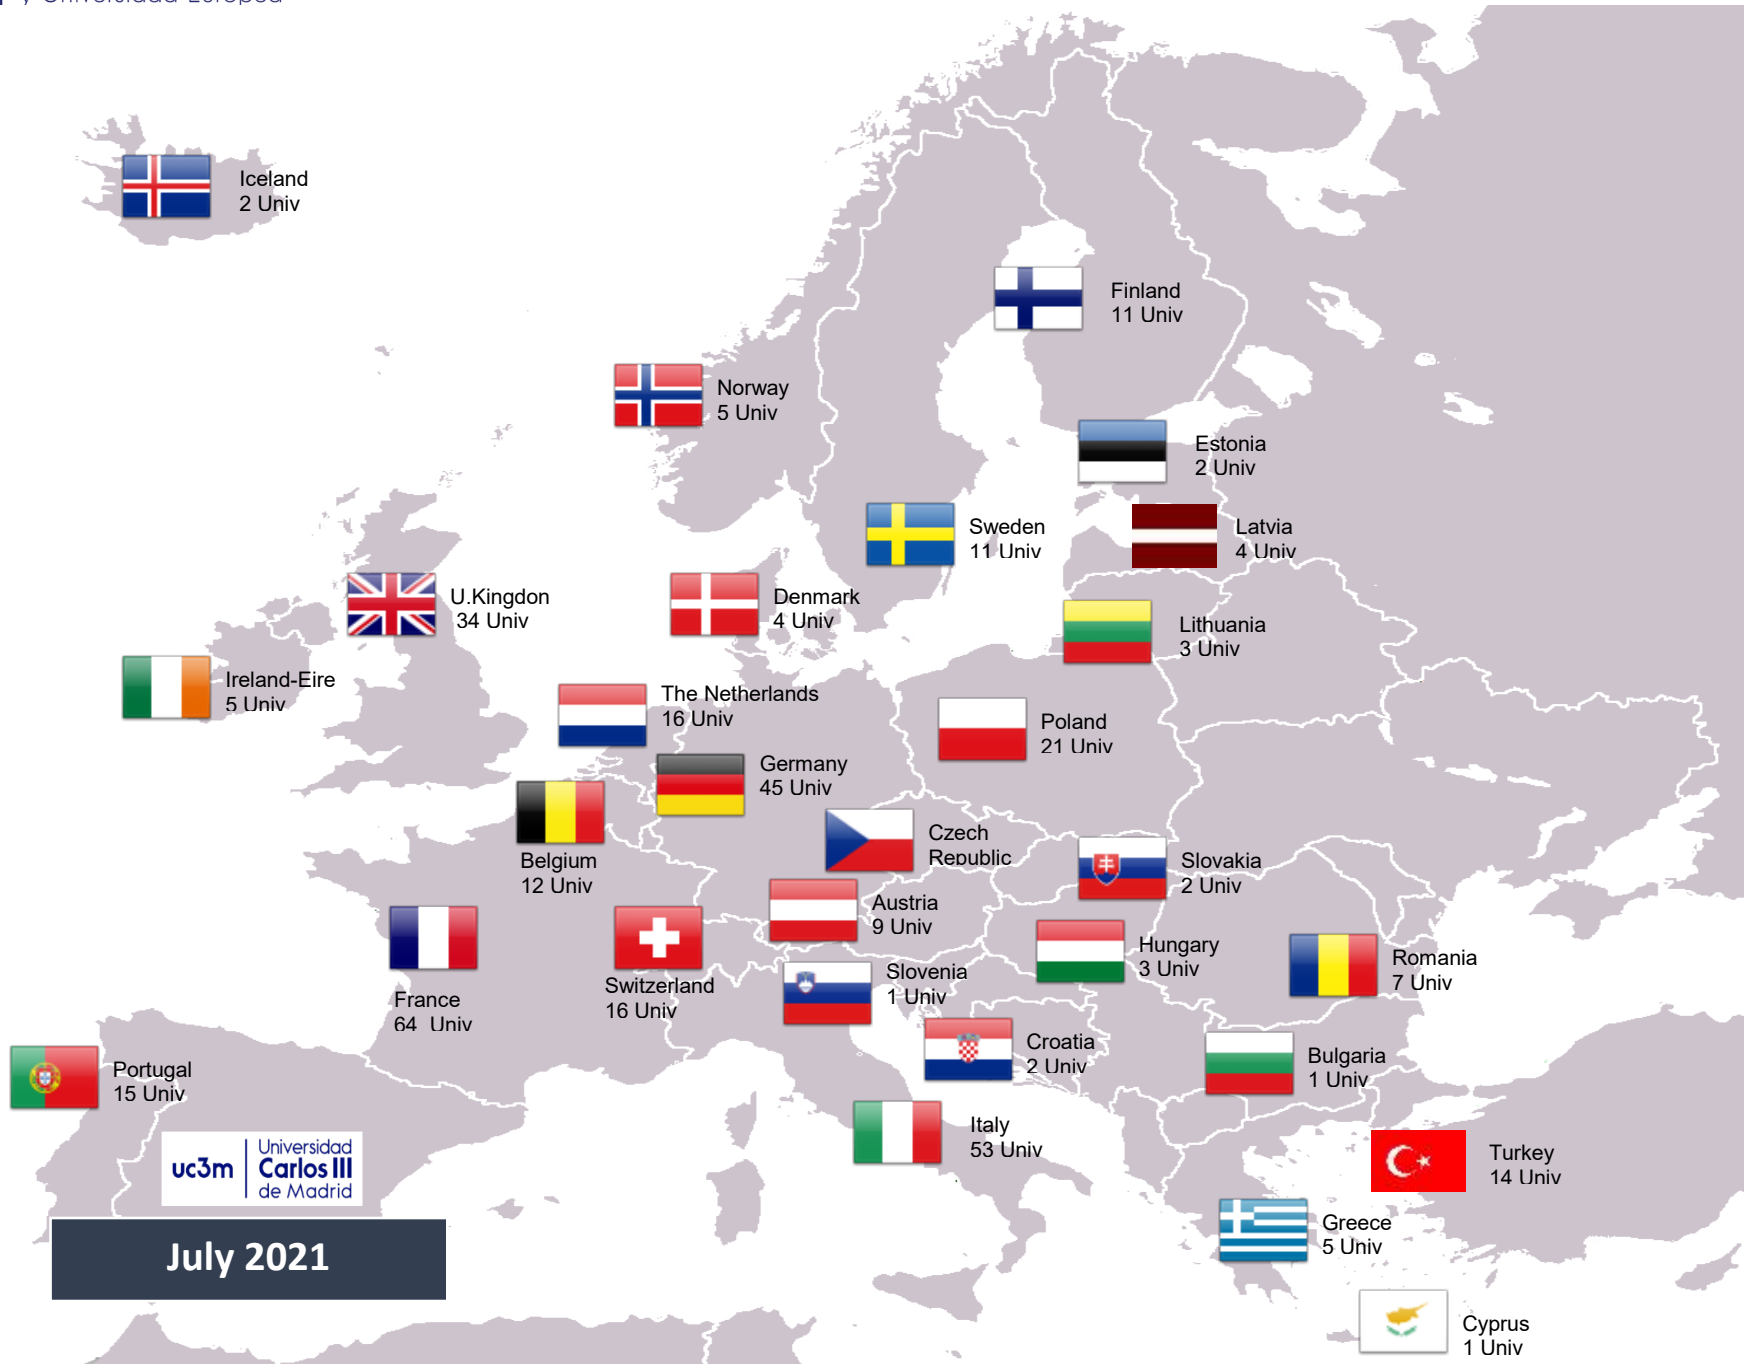 y Universidad Europea
Iceland
2 Univ
Finland
11 Univ
Norway
5 Univ
Estonia
2 Univ
Sweden
11 Univ
Latvia
4 Univ
U.Kingdon
34 Univ
Denmark
4 Univ
Lithuania
3 Univ
Ireland-Eire
5 Univ
The Netherlands
16 Univ
Poland
21 Univ
Germany
45 Univ
Czech
Republic
Belgium
12 Univ
Slovakia
2 Univ
Austria
9 Univ
Hungary
3 Univ
Romania
7 Univ
Switzerland
16 Univ
Slovenia
1 Univ
France
64 Univ
Croatia
2 Univ
Bulgaria
1 Univ
Portugal
15 Univ
Italy
53 Univ
Turkey
14 Univ
uc3m
Universidad
Carlos III
de Madrid
Greece
5 Univ
July 2021
Cyprus
1 Univ